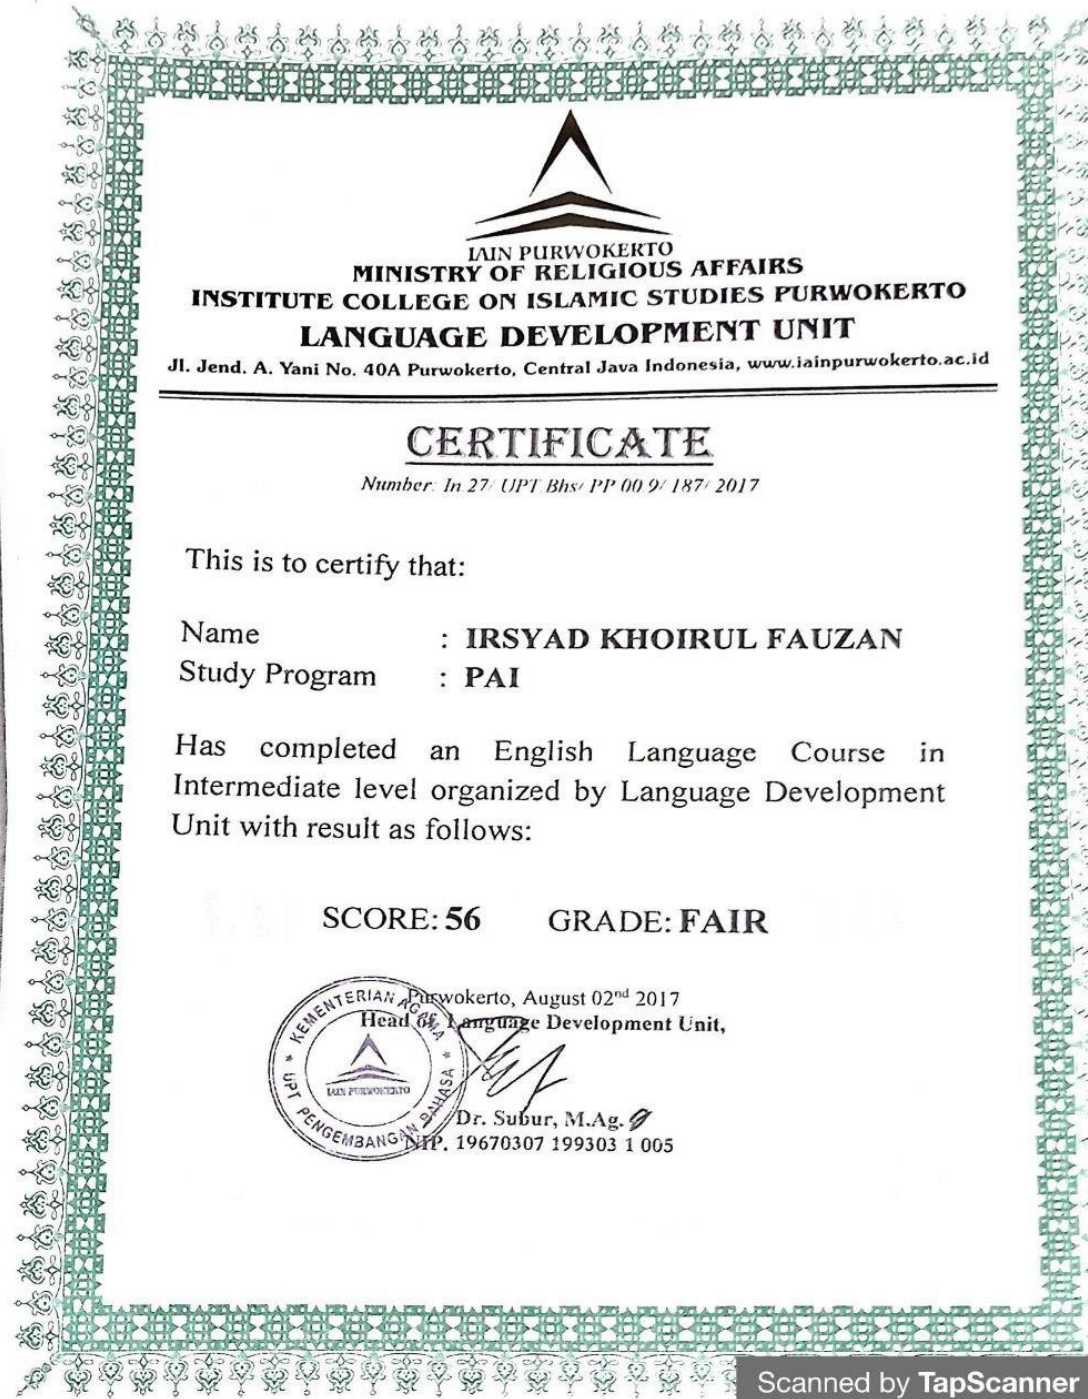 IAIN PURWOKERTO
MINISTRY OF RELIGIOUS AFFAIRS
INSTITUTE COLLEGE ON ISLAMIC STUDIES PURWOKERTO
LANGUAGE DEVELOPMENT UNIT
Jl. Jend. A. Yani No. 40A Purwokerto, Central Java Indonesia, www.iainpurwokerto.ac.id
CERTIFICATE
Number: In 27/ UPT Bhs/ PP 00 9/ 187/ 2017
This is to certify that:
Name : IRSYAD KHOIRUL FAUZAN
Study Program : PAI
Has completed an English Language Course in
Intermediate level organized by Language Development
Unit with result as follows:
SCORE: 56 GRADE: FAIR
Purwokerto, August 02nd 2017
Head of Language Development Unit,
KEMENTERIAN AGAMA
IAIN PURWOKERTO
* UPT PENGEMBANGAN BAHASA *
Dr. Subur, M.Ag.
NIP. 19670307 199303 1 005
Scanned by TapScanner